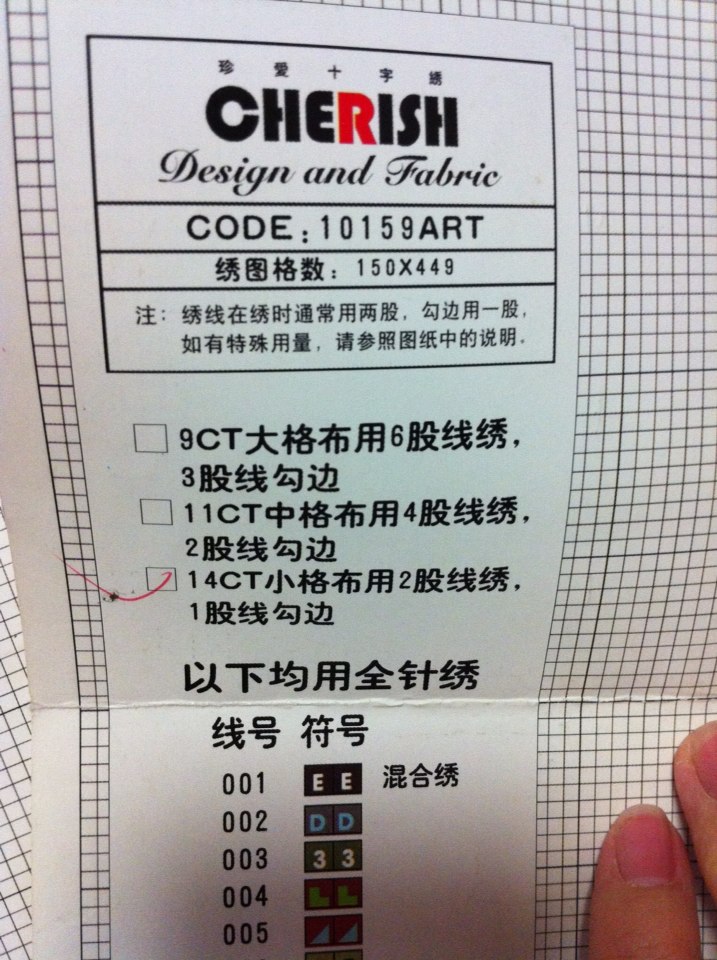 珍愛十字绣
CHERISH
Design and Fabric
CODE:10159ART
绣图格数：150X449
注：绣线在绣时通常用两股，勾边用一股，
如有特殊用量，请参照图纸中的说明。
9CT大格布用6股线绣，
3股线勾边
11CT中格布用4股线绣，
2股线勾边
14CT小格布用2股线绣，
1股线勾边
以下均用全针绣
线号 符号
001 E E 混合绣
002 D D
003 3 3
004
005